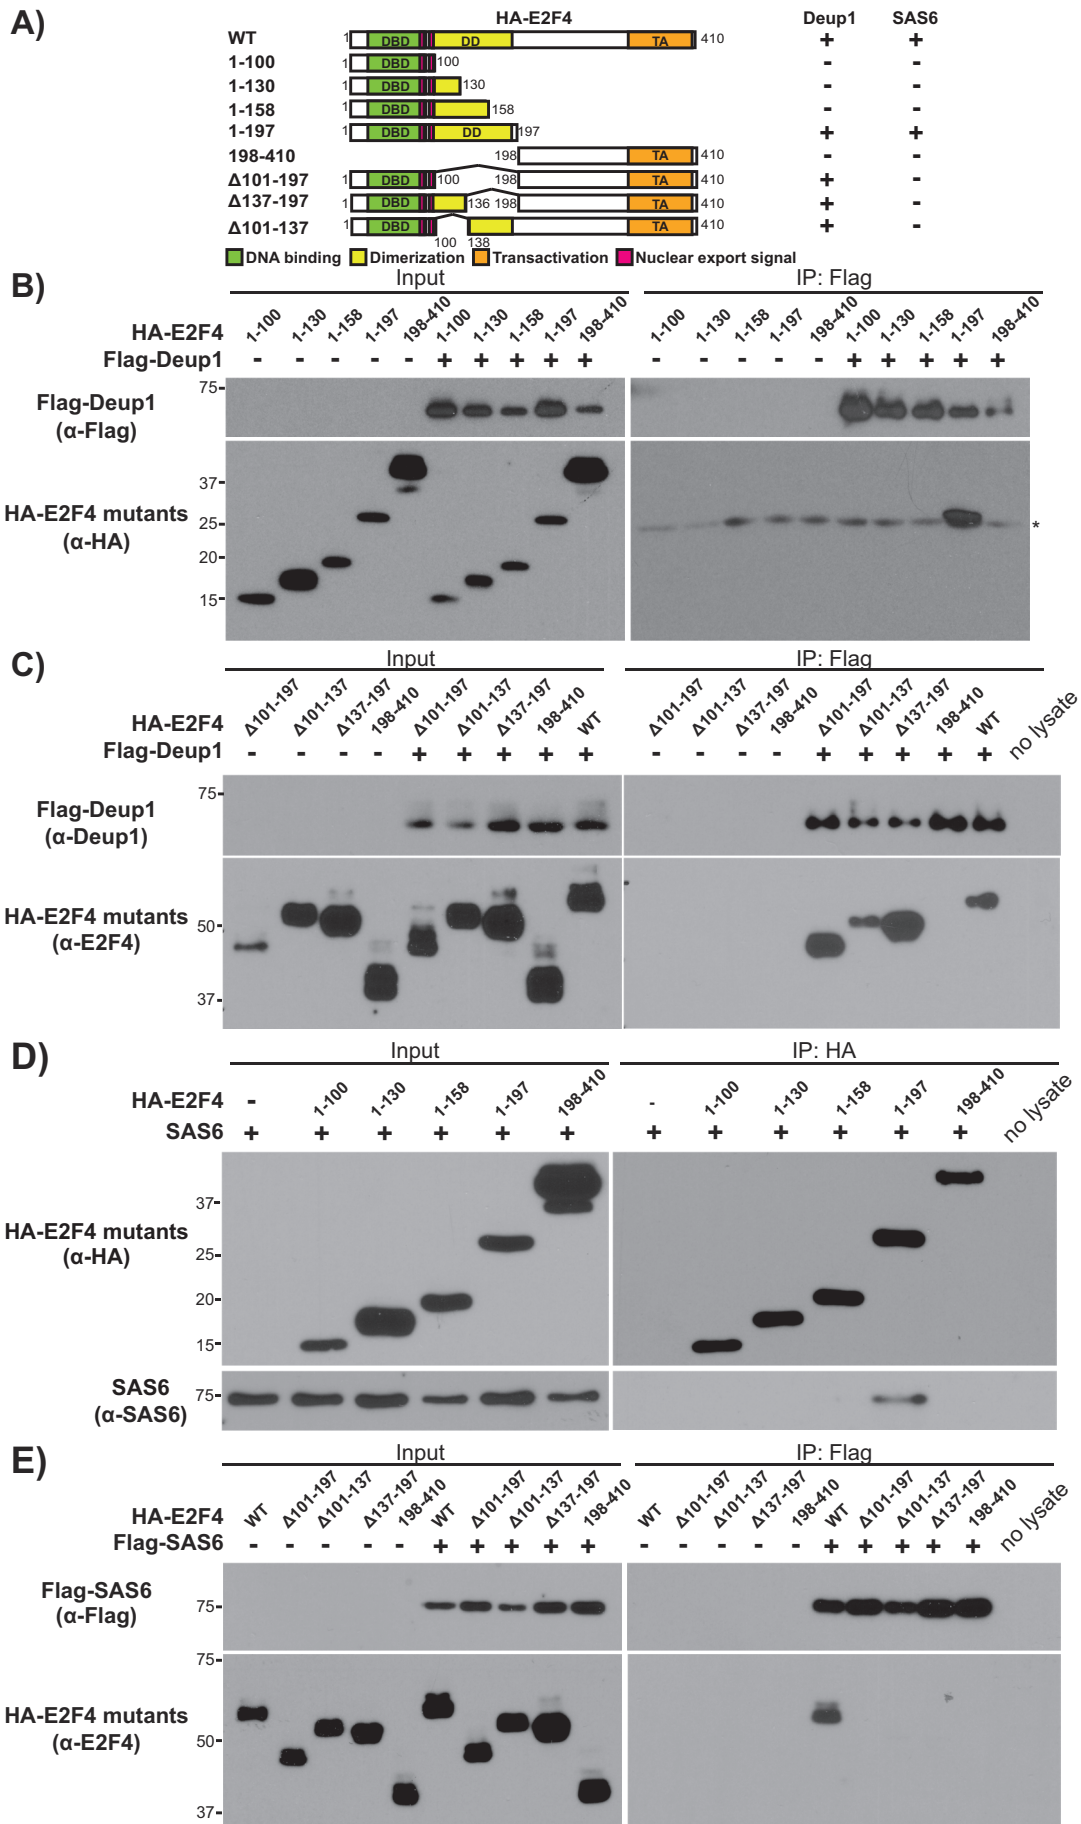 A)
HA-E2F4 Deup1 SAS6
WT 1 DBD DD TA 410 + +
1-100 1 DBD 100 - -
1-130 1 DBD 130 - -
1-158 1 DBD 158 - -
1-197 1 DBD DD 197 + +
198-410 198 TA 410 - -
Δ101-197 1 DBD 100 198 TA 410 + -
Δ137-197 1 DBD 136 198 TA 410 + -
Δ101-137 1 DBD TA 410 + -
100 138
DNA binding Dimerization Transactivation Nuclear export signal
B)
Input IP: Flag
HA-E2F4 1-100 1-130 1-158 1-197 198-410 1-100 1-130 1-158 1-197 198-410 1-100 1-130 1-158 1-197 198-410 1-100 1-130 1-158 1-197 198-410
Flag-Deup1 - - - - - + + + + + - - - - - + + + + +
75-
Flag-Deup1
(α-Flag)
37-
HA-E2F4 mutants
25- *
(α-HA)
20-
15-
C)
Input IP: Flag
HA-E2F4 Δ101-197 Δ101-137 Δ137-197 198-410 Δ101-197 Δ101-137 Δ137-197 198-410 WT Δ101-197 Δ101-137 Δ137-197 198-410 Δ101-197 Δ101-137 Δ137-197 198-410 WT no lysate
Flag-Deup1 - - - - + + + + + - - - - + + + + +
75-
Flag-Deup1
(α-Deup1)
HA-E2F4 mutants
50-
(α-E2F4)
37-
D)
Input IP: HA
HA-E2F4 - 1-100 1-130 1-158 1-197 198-410 - 1-100 1-130 1-158 1-197 198-410 no lysate
SAS6 + + + + + + + + + + + +
37-
HA-E2F4 mutants
(α-HA)
25-
20-
15-
SAS6
75-
(α-SAS6)
E)
Input IP: Flag
HA-E2F4 WT Δ101-197 Δ101-137 Δ137-197 198-410 WT Δ101-197 Δ101-137 Δ137-197 198-410 WT Δ101-197 Δ101-137 Δ137-197 198-410 WT Δ101-197 Δ101-137 Δ137-197 198-410 no lysate
Flag-SAS6 - - - - - + + + + + - - - - - + + + + +
Flag-SAS6
75-
(α-Flag)
75-
HA-E2F4 mutants
50-
(α-E2F4)
37-